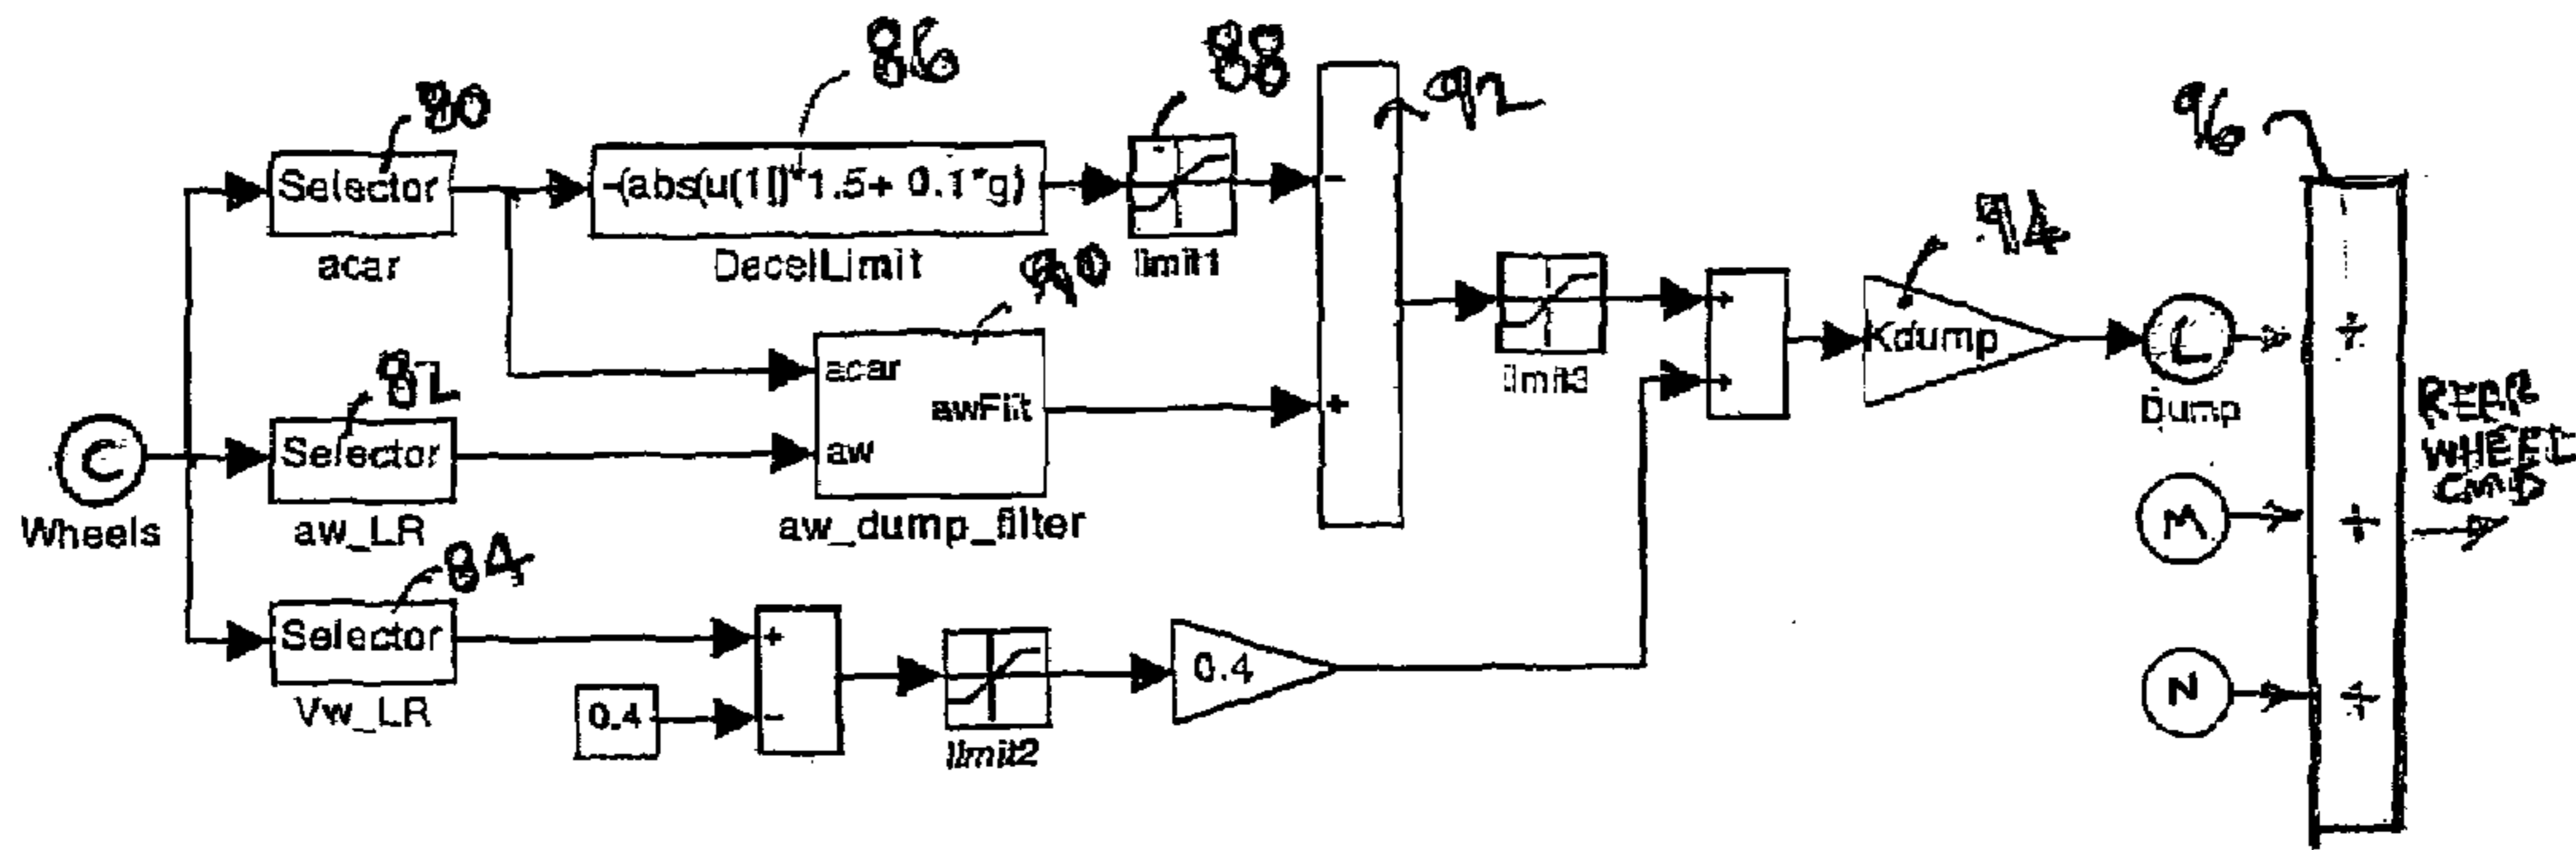 86
88
80
92
96
Selector
-(abs(u(1))*1.5+ 0.1*g)
-
acar
DecelLimit
limit1
90
94
82
acar
awFilt
aw
+
+
+
Kdump
L
+
limit3
Dump
C
Wheels
Selector
aw_LR
aw_dump_filter
M
+
REAR
WHEEL
CMD
84
Selector
Vw_LR
+
-
0.4
limit2
0.4
N
+